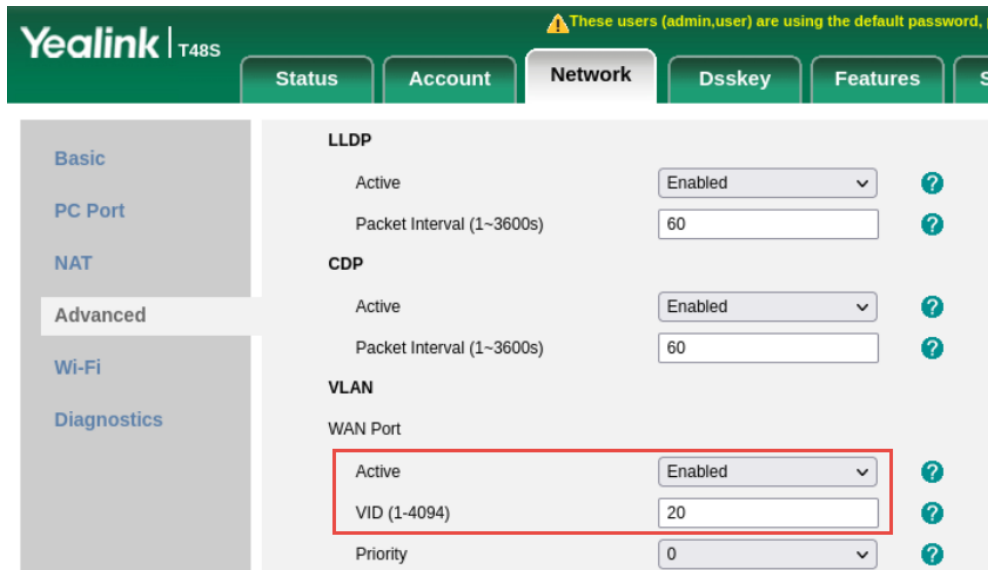 These users (admin,user) are using the default password,
Yealink T48S
Status Account Network Dsskey Features
Basic
PC Port
NAT
Advanced
Wi-Fi
Diagnostics
LLDP
Active Enabled
Packet Interval (1~3600s) 60
CDP
Active Enabled
Packet Interval (1~3600s) 60
VLAN
WAN Port
Active Enabled
VID (1-4094) 20
Priority 0